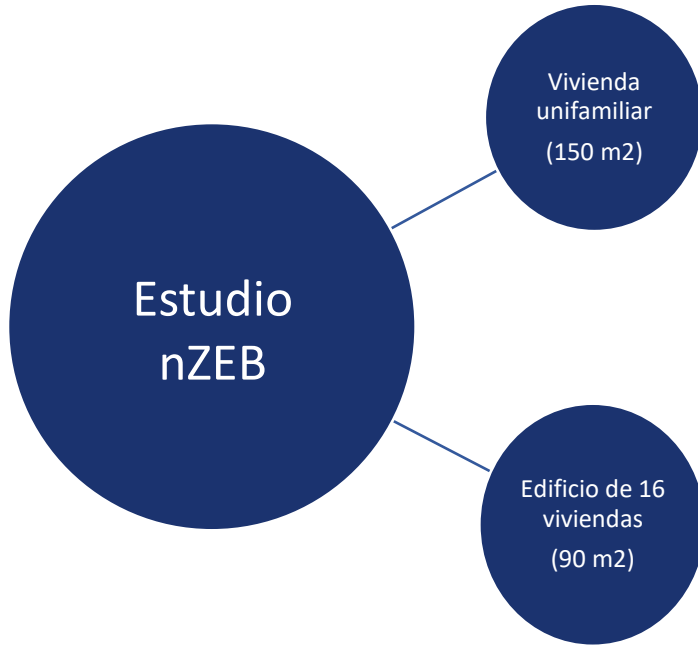 Estudio
nZEB
Vivienda
unifamiliar
(150 m2)
Edificio de 16
viviendas
(90 m2)